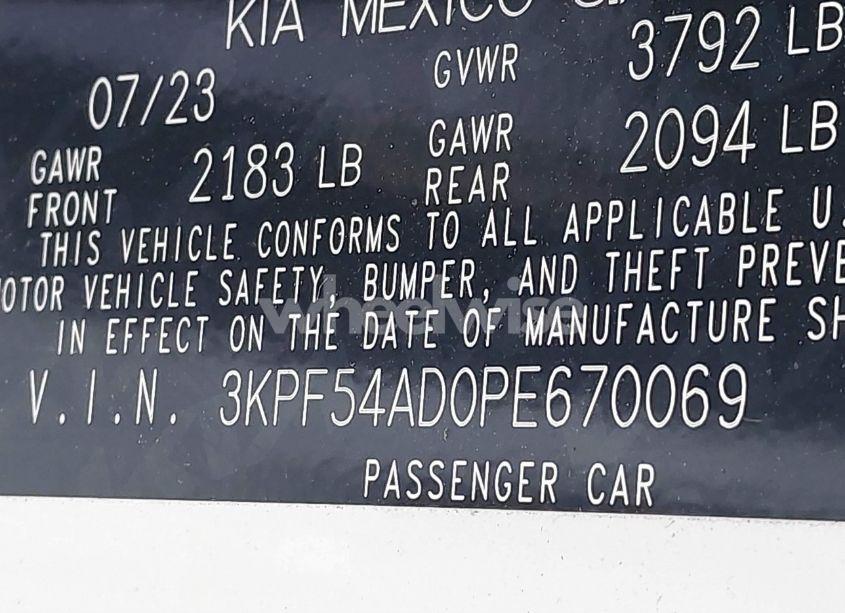 KIA MEXICO S.
07/23 GVWR 3792 LB
GAWR FRONT 2183 LB GAWR REAR 2094 LB
THIS VEHICLE CONFORMS TO ALL APPLICABLE U.
OTOR VEHICLE SAFETY, BUMPER, AND THEFT PREVE
IN EFFECT ON THE DATE OF MANUFACTURE SH
wheelwise
V.I.N. 3KPF54AD0PE670069
PASSENGER CAR